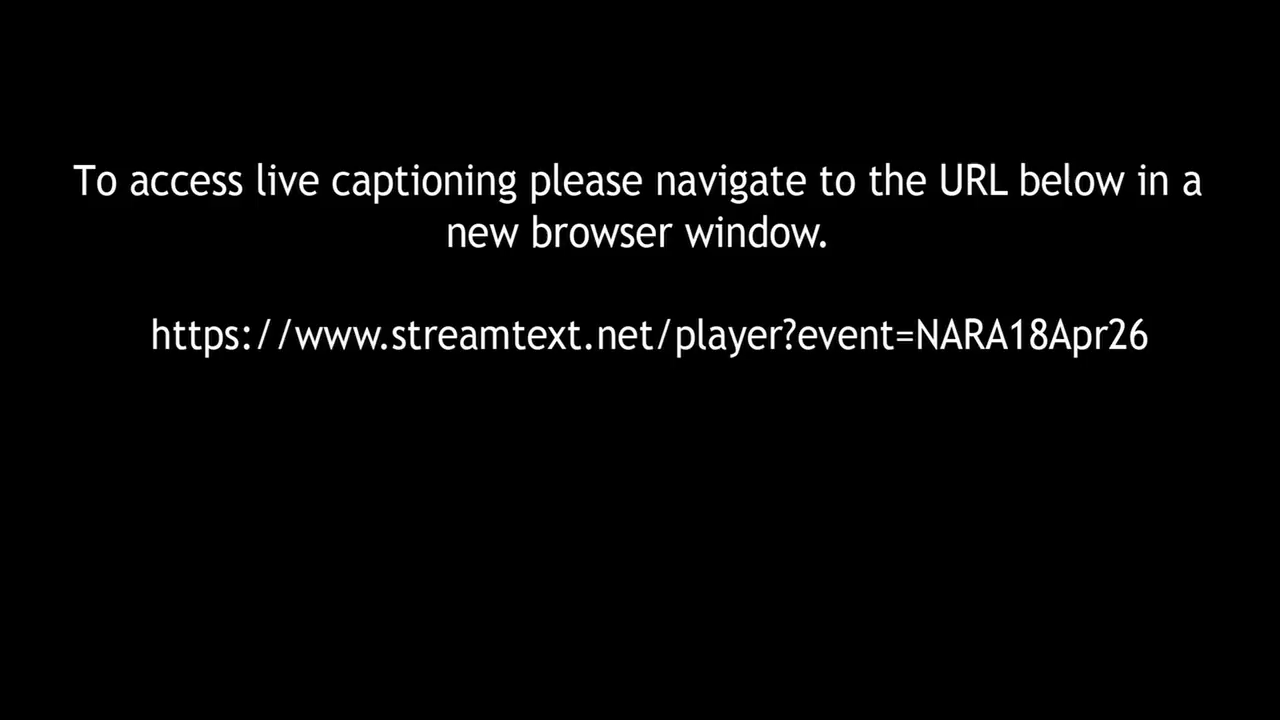 To access live captioning please navigate to the URL below in a
new browser window.
https://www.streamtext.net/player?event=NARA18Apr26